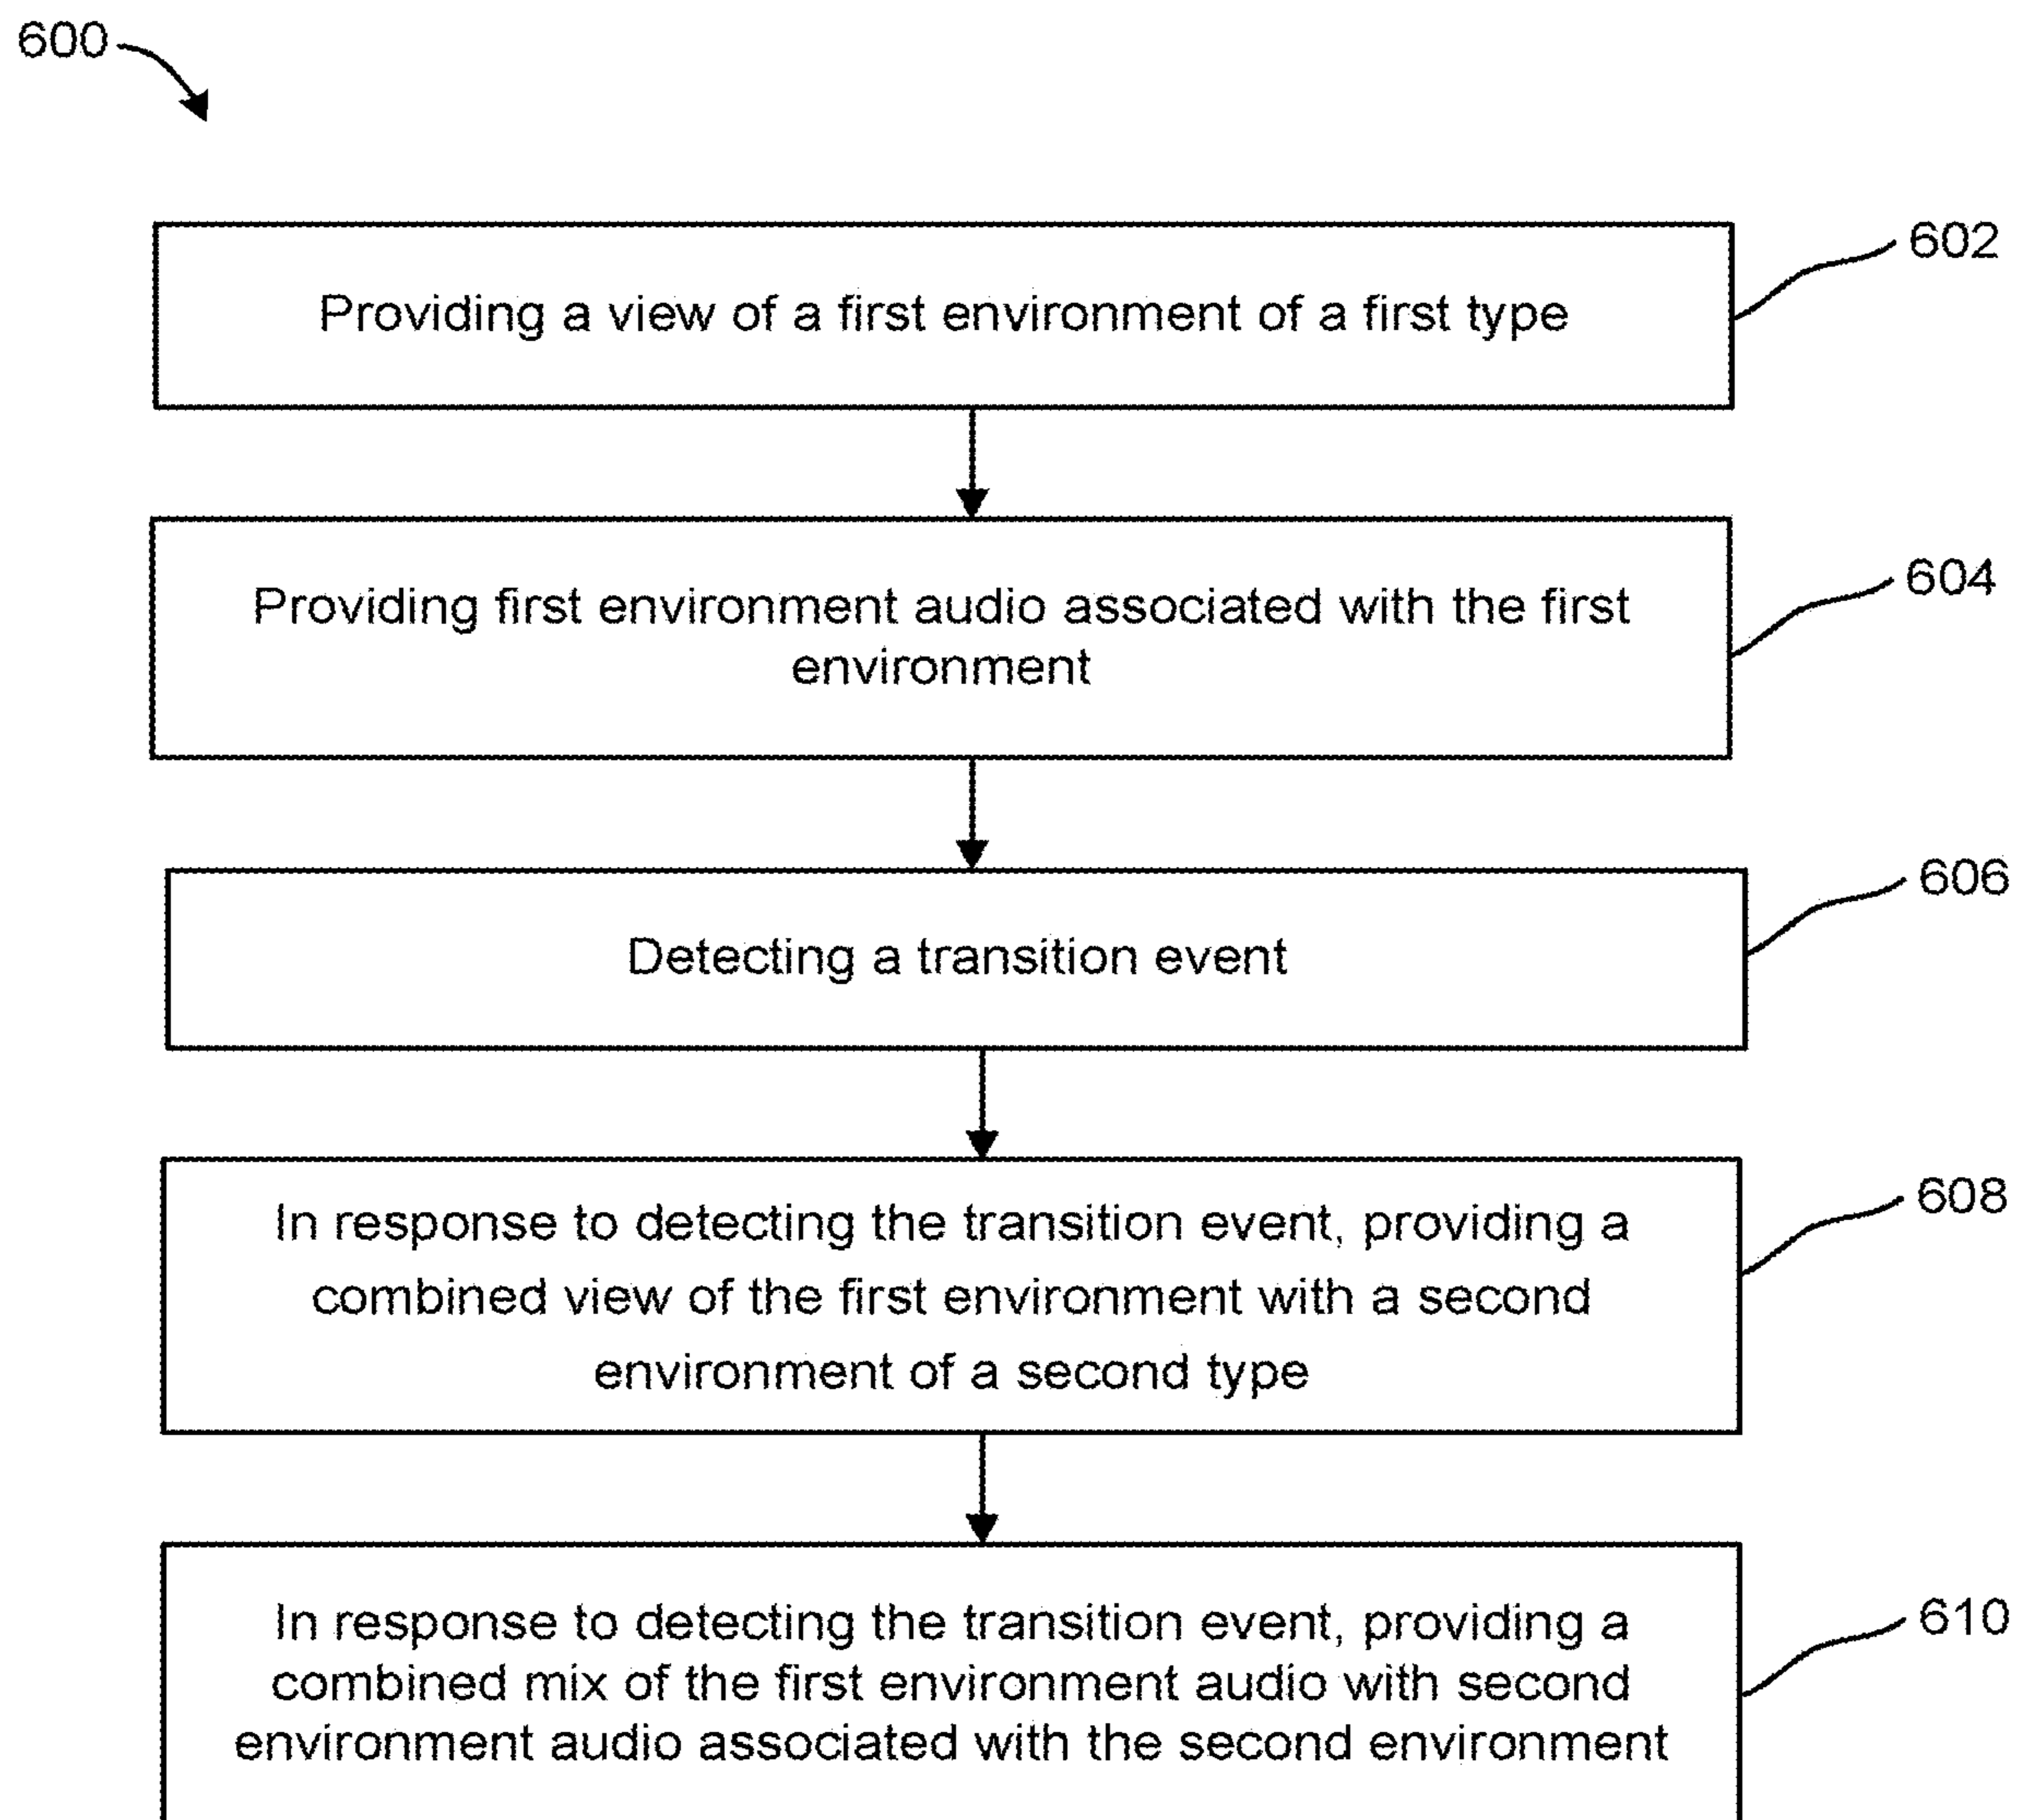 600
602
Providing a view of a first environment of a first type
604
Providing first environment audio associated with the first
environment
606
Detecting a transition event
608
In response to detecting the transition event, providing a
combined view of the first environment with a second
environment of a second type
610
In response to detecting the transition event, providing a
combined mix of the first environment audio with second
environment audio associated with the second environment